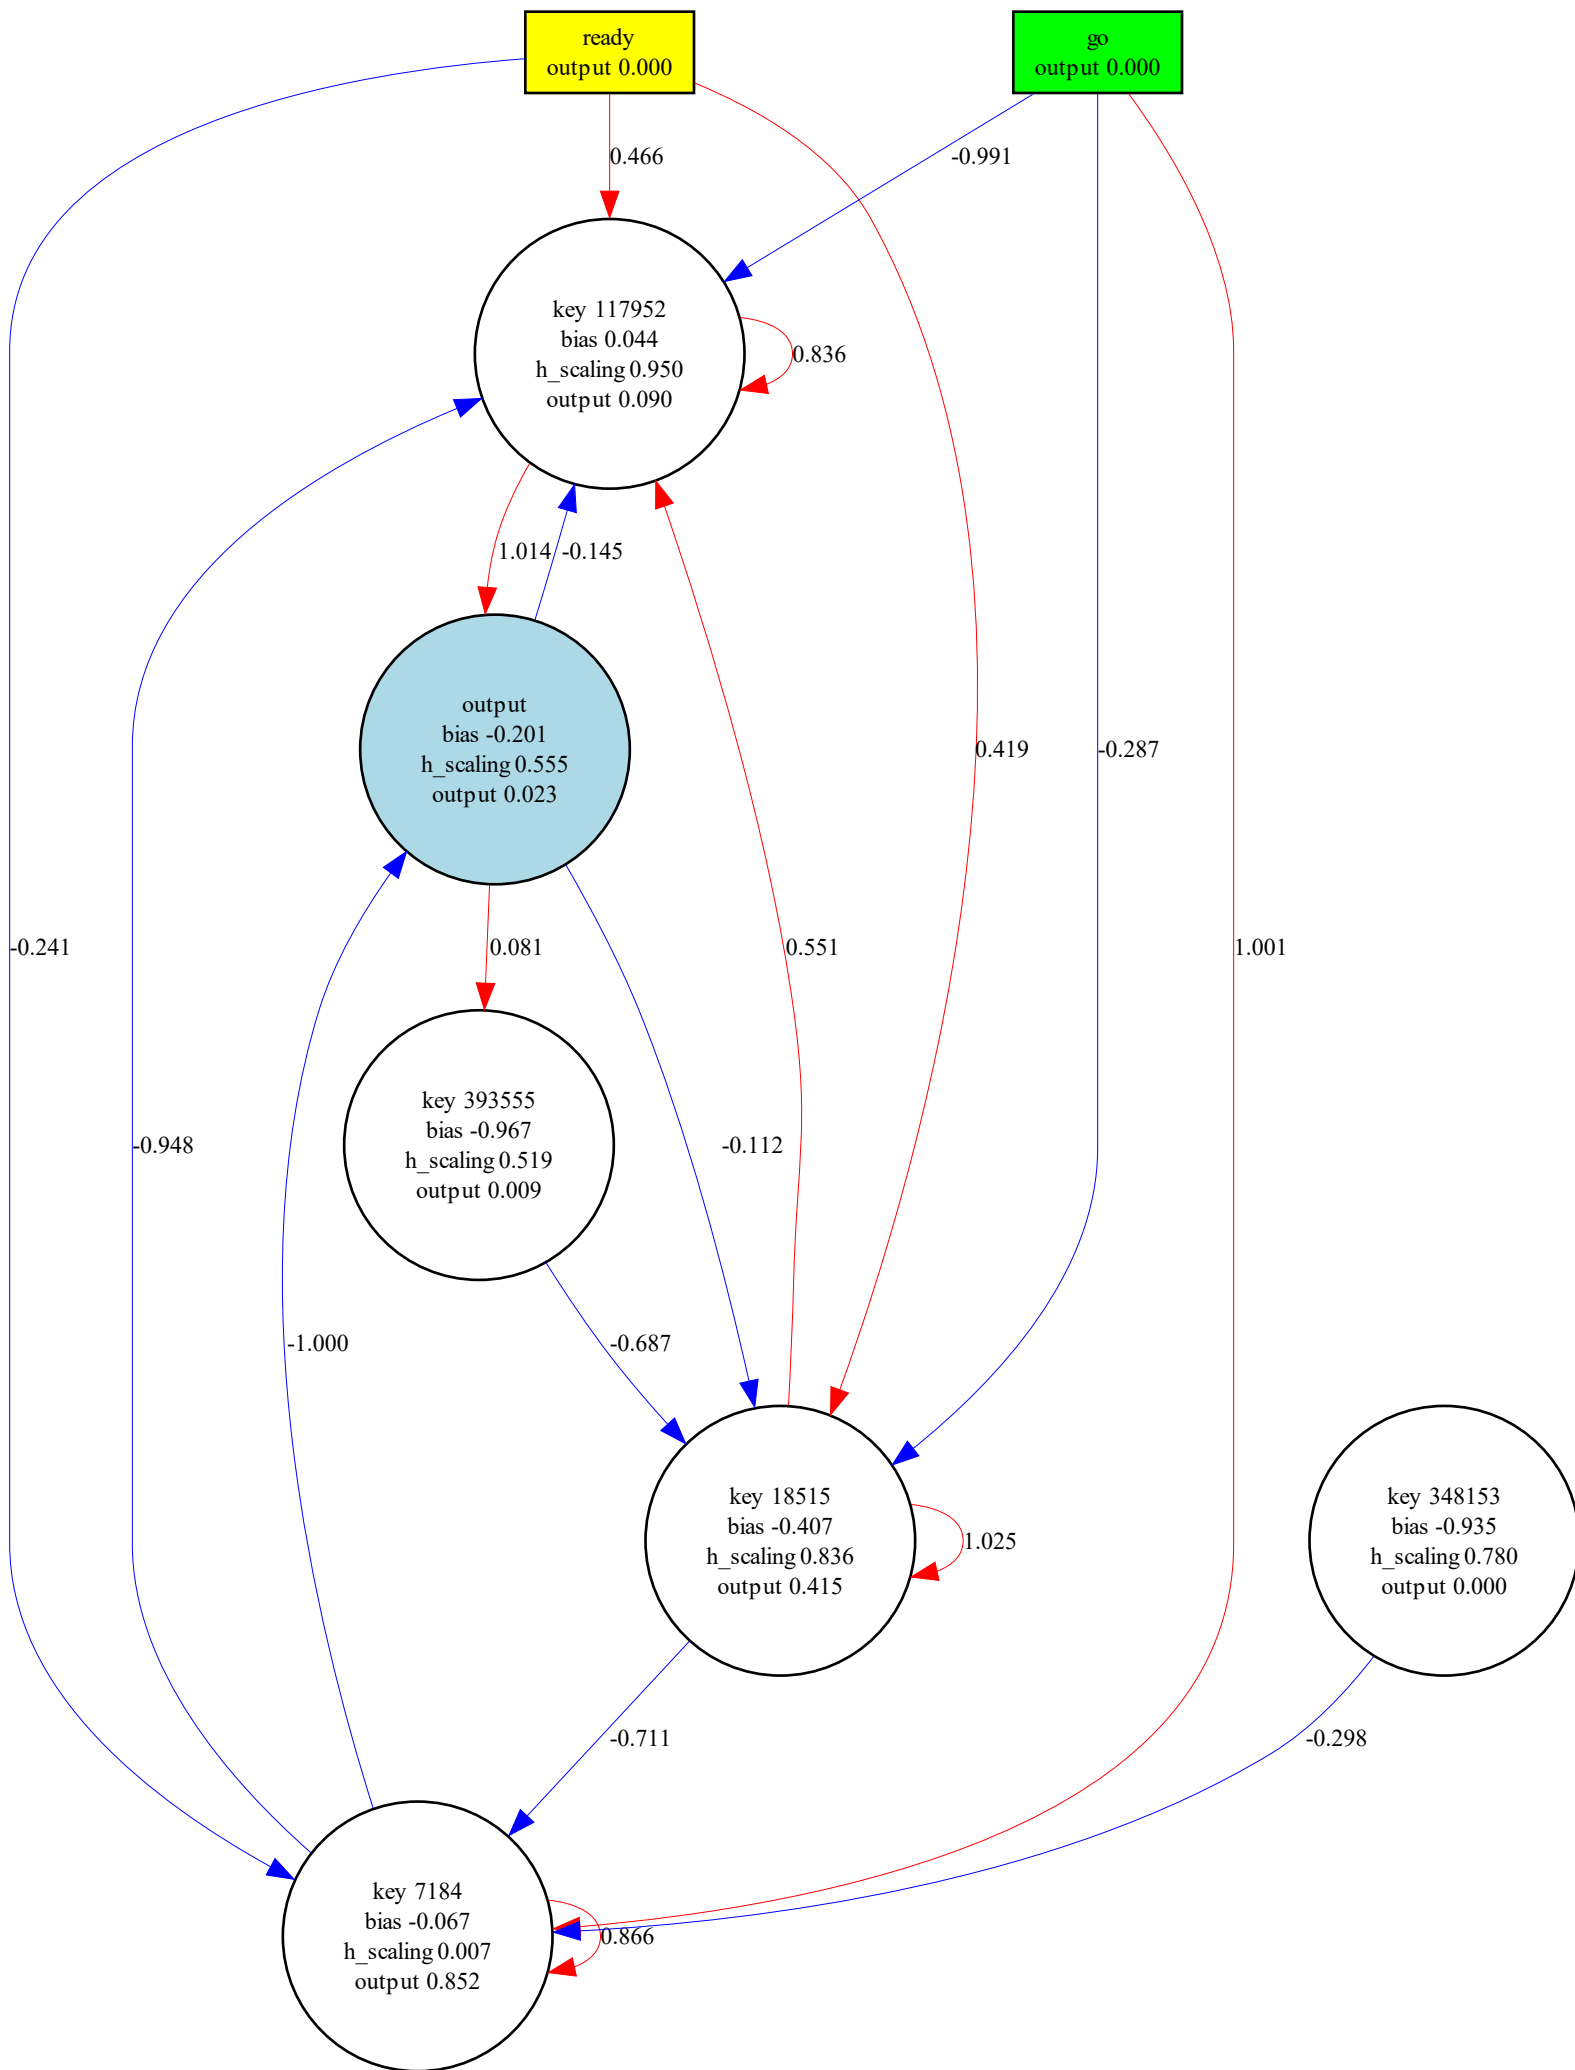 ready
output 0.000
go
output 0.000
0.466
-0.991
key 117952
bias 0.044
h_scaling 0.950
output 0.090
0.836
1.014
-0.145
output
bias -0.201
h_scaling 0.555
output 0.023
0.419
-0.287
-0.241
0.081
0.551
1.001
key 393555
bias -0.967
h_scaling 0.519
output 0.009
-0.948
-0.112
-1.000
-0.687
key 18515
bias -0.407
h_scaling 0.836
output 0.415
1.025
key 348153
bias -0.935
h_scaling 0.780
output 0.000
-0.711
-0.298
key 7184
bias -0.067
h_scaling 0.007
output 0.852
0.866